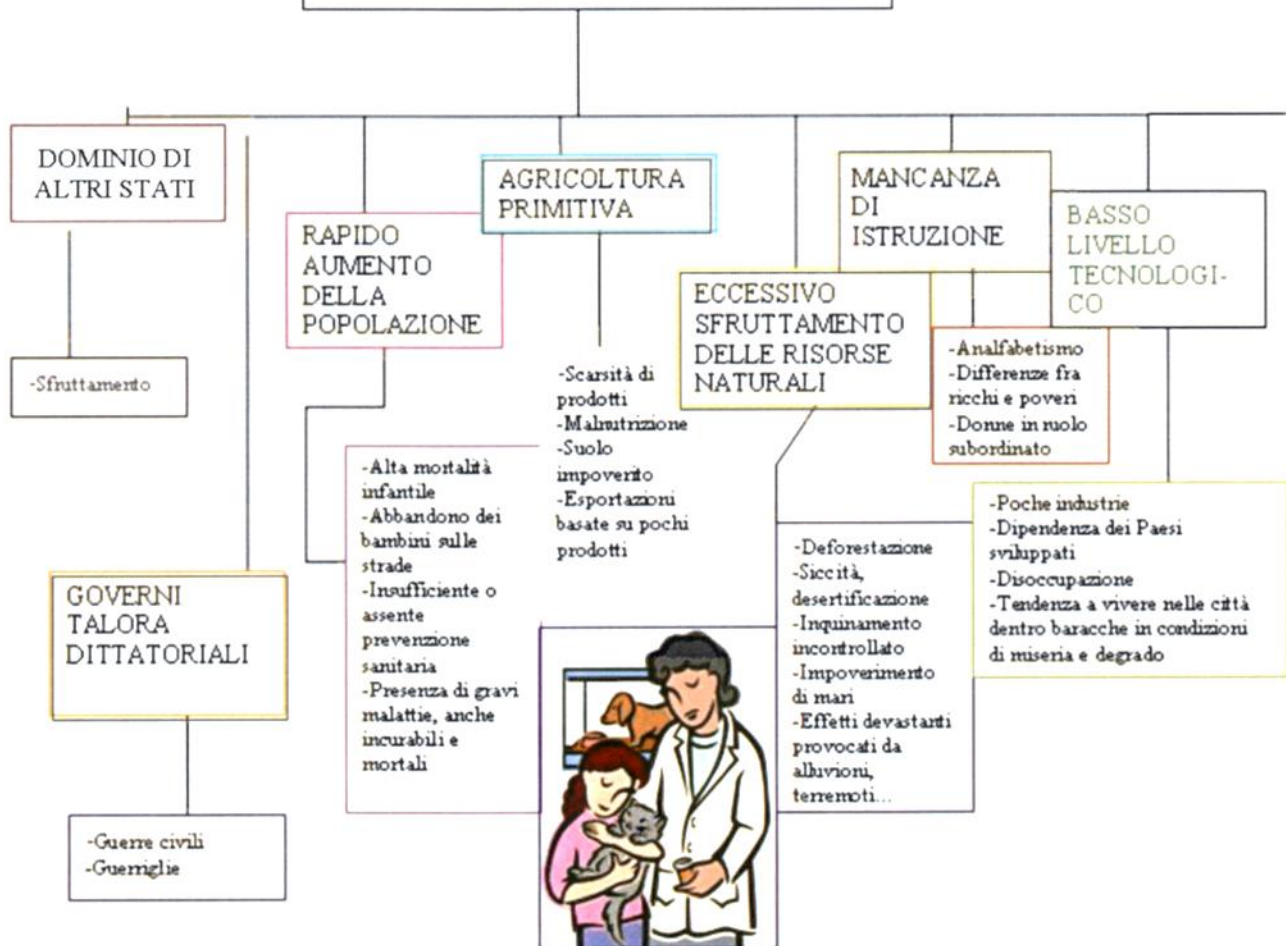 DOMINIO DI
ALTRI STATI
-Sfruttamento
GOVERNI
TALORA
DITTATORIALI
-Guerre civili
-Guerriglie
RAPIDO
AUMENTO
DELLA
POPOLAZIONE
-Alta mortalità
infantile
-Abbandono dei
bambini sulle
strade
-Insufficiente o
assente
prevenzione
sanitaria
-Presenza di gravi
malattie, anche
incurabili e
mortali
AGRICOLTURA
PRIMITIVA
-Scarsità di
prodotti
-Malnutrizione
-Suolo
impoverito
-Esportazioni
basate su pochi
prodotti
ECCESSIVO
SFRUTTAMENTO
DELLE RISORSE
NATURALI
-Deforestazione
-Siccità,
desertificazione
-Inquinamento
incontrollato
-Impoverimento
di mari
-Effetti devastanti
provocati da
alluvioni,
terremoti...
MANCANZA
DI
ISTRUZIONE
-Analfabetismo
-Differenze fra
ricchi e poveri
-Donne in ruolo
subordinato
BASSO
LIVELLO
TECNOLOGI-
CO
-Poche industrie
-Dipendenza dei Paesi
sviluppati
-Disoccupazione
-Tendenza a vivere nelle città
dentro baracche in condizioni
di miseria e degrado